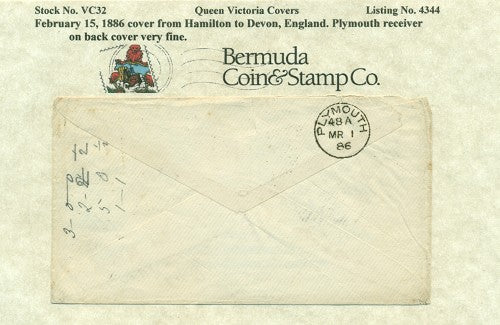 Stock No. VC32 Queen Victoria Covers Listing No. 4344
February 15, 1886 cover from Hamilton to Devon, England. Plymouth receiver
on back cover very fine.
Bermuda
Coin&Stamp Co.
PLYMOUTH
48A
MR 1
86